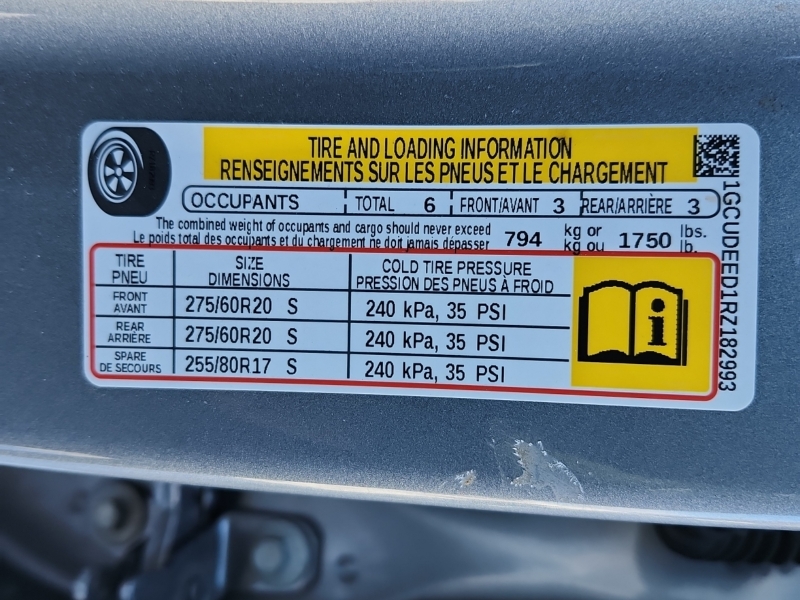 TIRE AND LOADING INFORMATION
RENSEIGNEMENTS SUR LES PNEUS ET LE CHARGEMENT
OCCUPANTS TOTAL 6 FRONT/AVANT 3 REAR/ARRIÈRE 3
The combined weight of occupants and cargo should never exceed
Le poids total des occupants et du chargement ne doit jamais dépasser
794 kg or 1750 lbs.
kg ou lb.
TIRE SIZE COLD TIRE PRESSURE
PNEU DIMENSIONS PRESSION DES PNEUS À FROID
FRONT
AVANT 275/60R20 S 240 kPa, 35 PSI
REAR
ARRIÈRE 275/60R20 S 240 kPa, 35 PSI
SPARE
DE SECOURS 255/80R17 S 240 kPa, 35 PSI
i
1GCUDEED1RZ182993